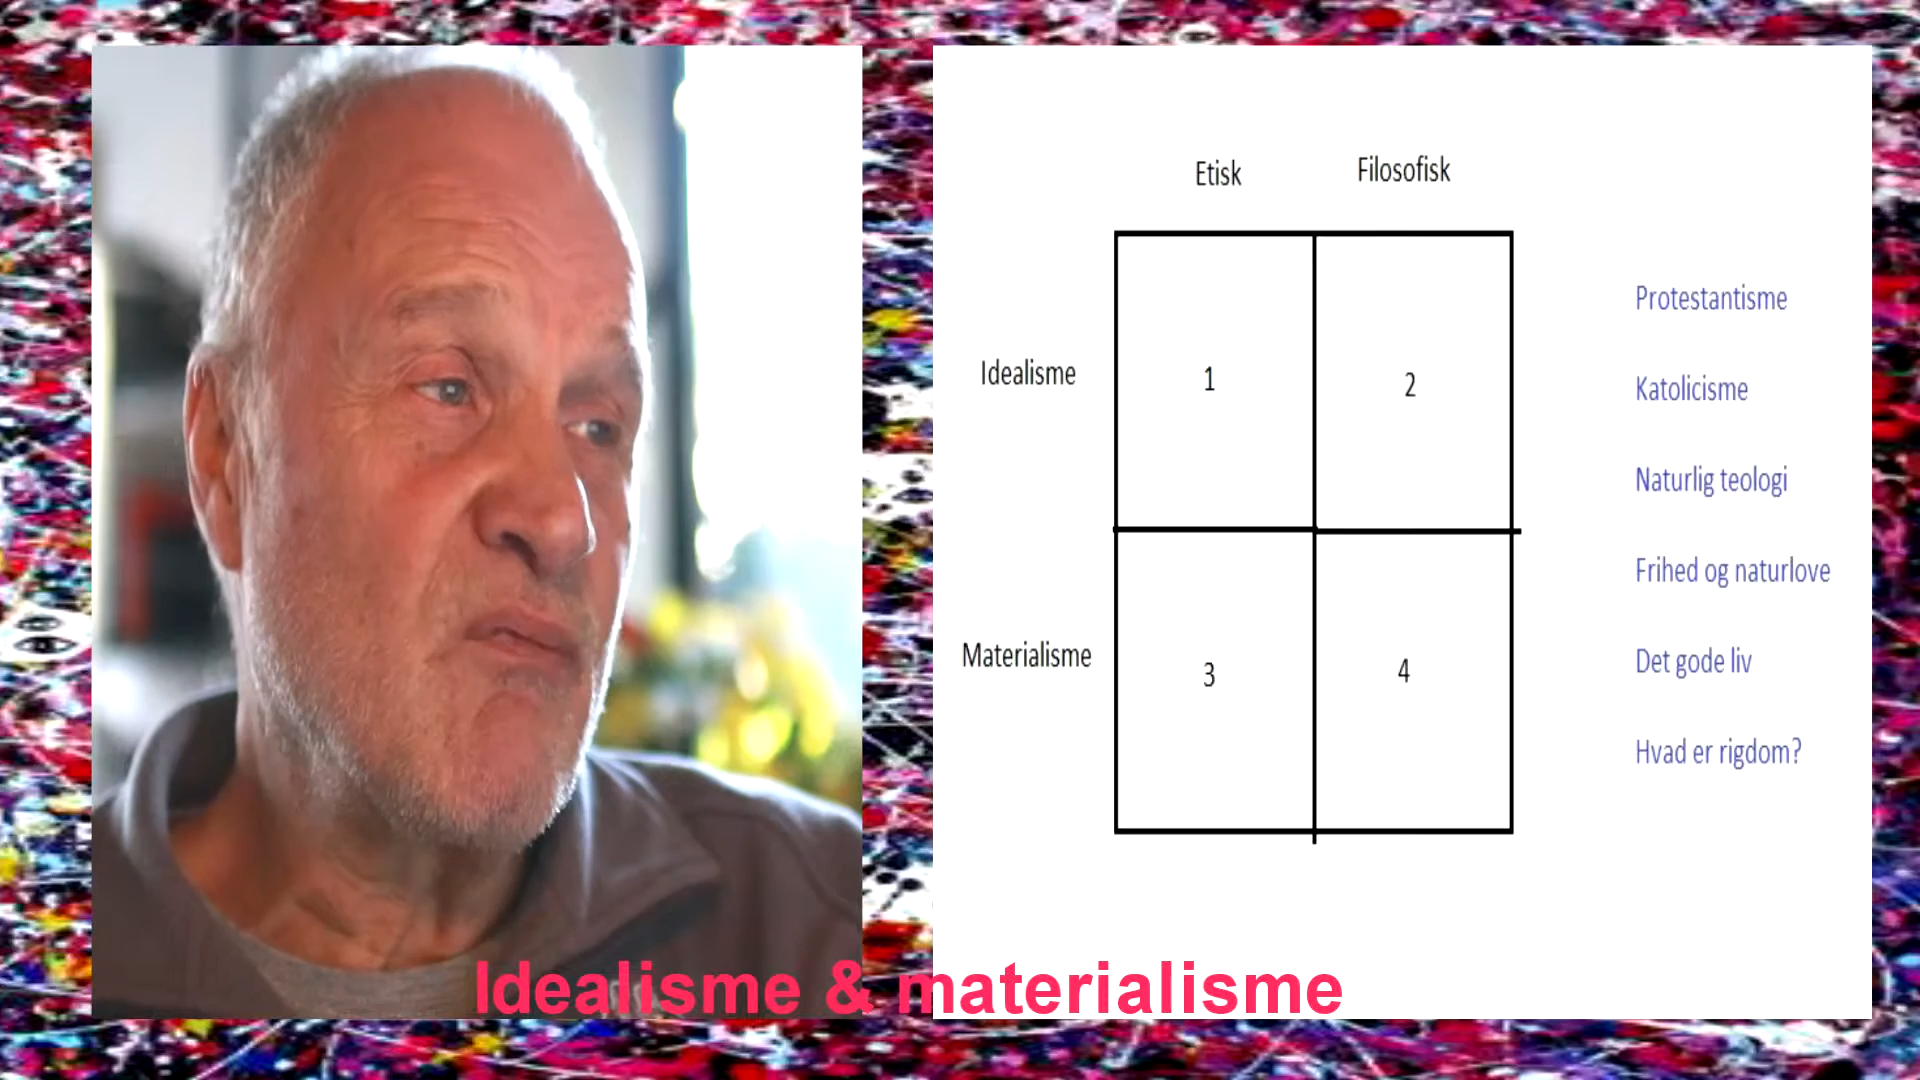 Etisk Filosofisk
Idealisme 1 2
Materialisme 3 4
Protestantisme
Katolicisme
Naturlig teologi
Frihed og naturlove
Det gode liv
Hvad er rigdom?
Idealisme & materialisme